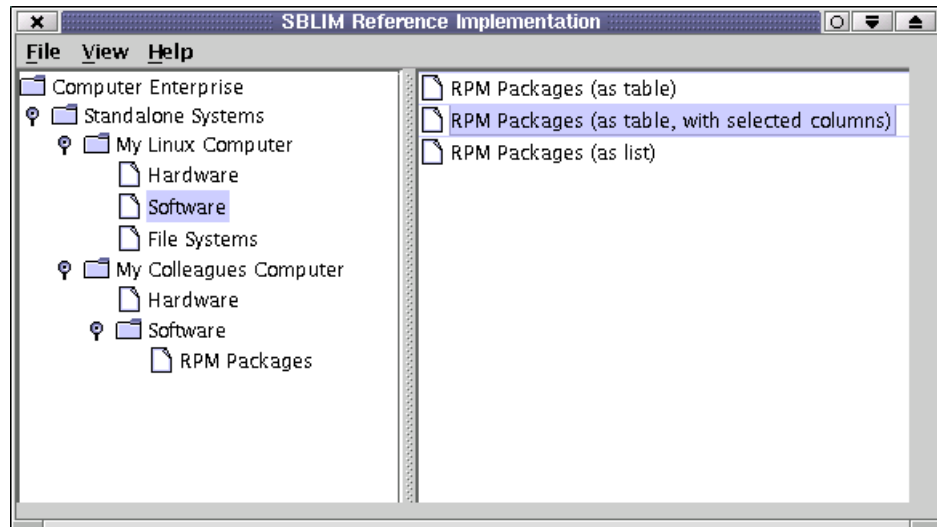 SBLIM Reference Implementation
File View Help
Computer Enterprise
Standalone Systems
My Linux Computer
Hardware
Software
File Systems
My Colleagues Computer
Hardware
Software
RPM Packages
RPM Packages (as table)
RPM Packages (as table, with selected columns)
RPM Packages (as list)